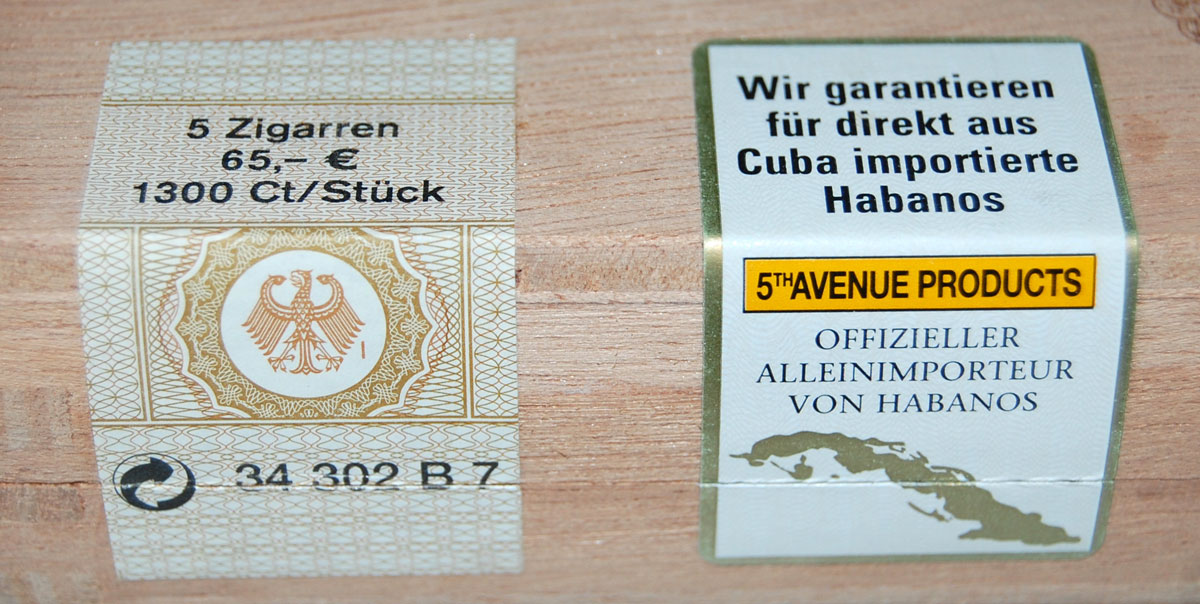 5 Zigarren
65,– €
1300 Ct/Stück
34 302 B 7
Wir garantieren
für direkt aus
Cuba importierte
Habanos
5TH AVENUE PRODUCTS
OFFIZIELLER
ALLEINIMPORTEUR
VON HABANOS